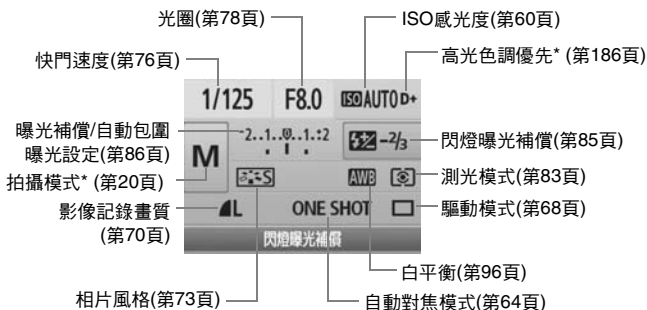 光圈(第78頁)
ISO感光度(第60頁)
快門速度(第76頁)
高光色調優先* (第186頁)
1/125 F8.0 ISO AUTO D+
曝光補償/自動包圍
曝光設定(第86頁)
-2..1..0..1.:2
-2/3
閃燈曝光補償(第85頁)
M
拍攝模式* (第20頁)
S
AWB
測光模式(第83頁)
影像記錄畫質
(第70頁)
L
ONE SHOT
驅動模式(第68頁)
閃燈曝光補償
白平衡(第96頁)
相片風格(第73頁)
自動對焦模式(第64頁)